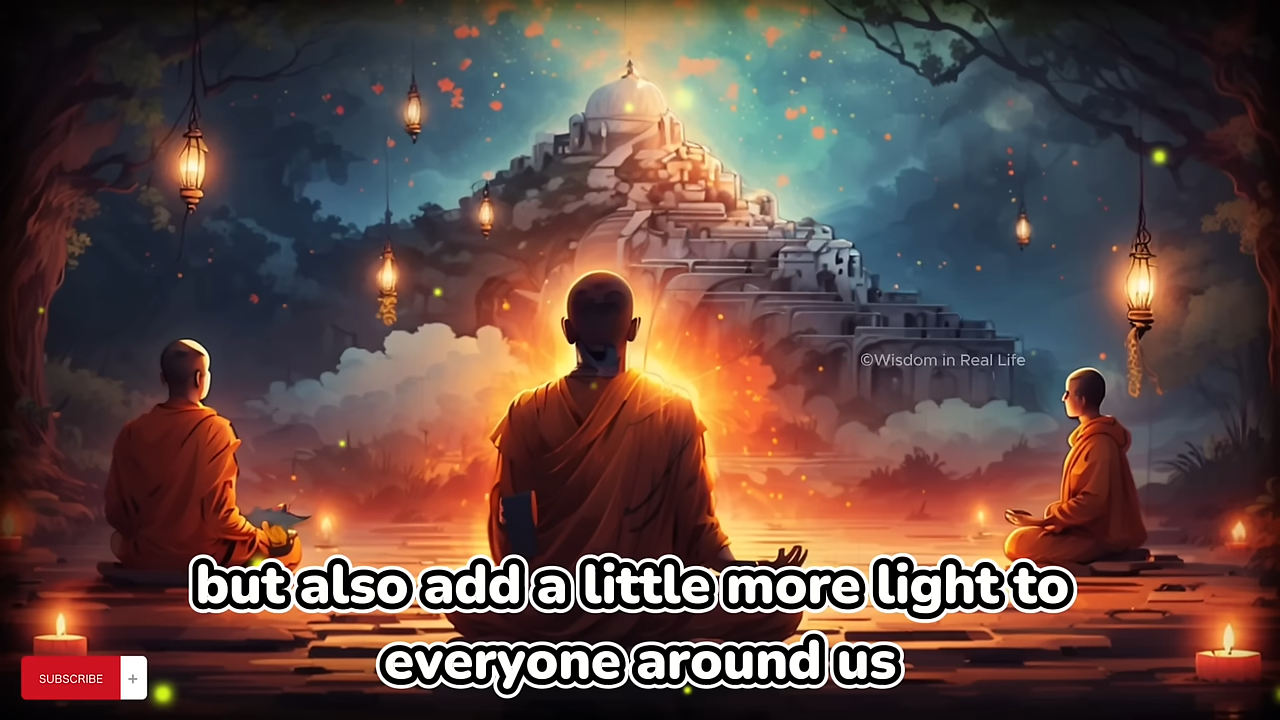 ©Wisdom in Real Life
but also add a little more light to
everyone around us
SUBSCRIBE +